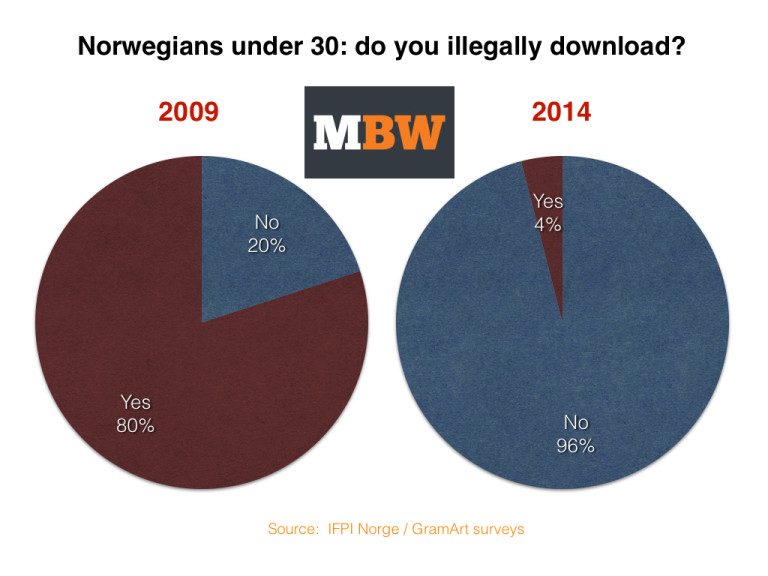 Norwegians under 30: do you illegally download?
2009
MBW
2014
No
20%
Yes
80%
Yes
4%
No
96%
Source: IFPI Norge / GramArt surveys